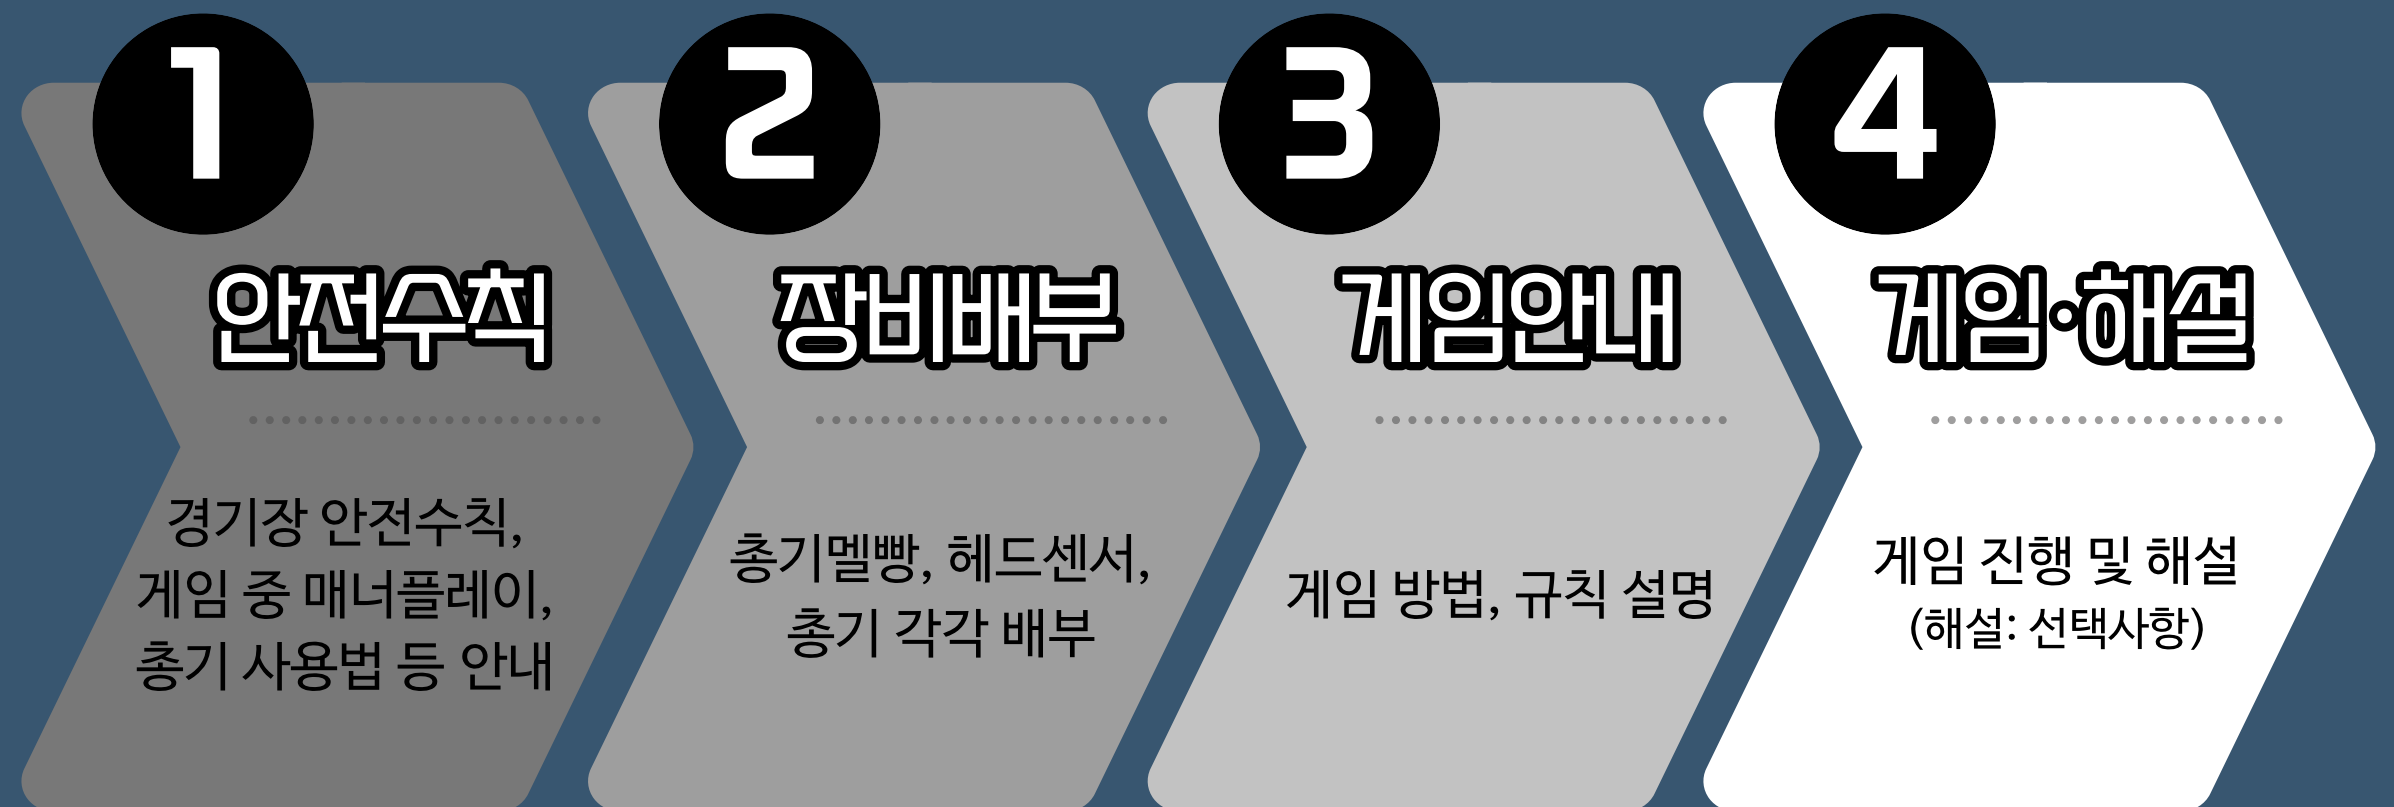 1
안전수칙
경기장 안전수칙,
게임 중 매너플레이,
총기 사용법 등 안내
2
장비배부
총기멜빵, 헤드센서,
총기 각각 배부
3
게임안내
게임 방법, 규칙 설명
4
게임·해설
게임 진행 및 해설
(해설: 선택사항)